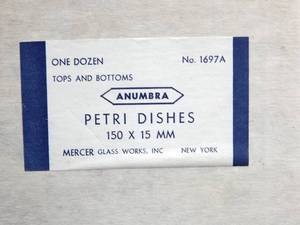 ONE DOZEN No. 1697A
TOPS AND BOTTOMS
ANUMBRA
PETRI DISHES
150 X 15 MM
MERCER GLASS WORKS, INC NEW YORK